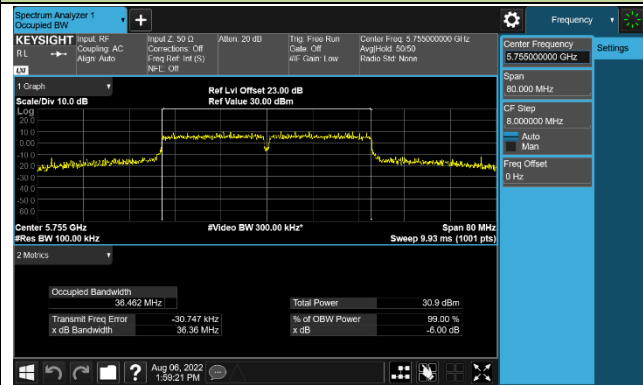 Spectrum Analyzer 1
Occupied BW
Frequency
KEYSIGHT
RL
LXI
Input: RF
Coupling: AC
Align: Auto
Input Z: 50 Ω
Corrections: Off
Freq Ref: Int (S)
NFE: Off
Atten: 20 dB
Trig: Free Run
Gate: Off
#IF Gain: Low
Center Freq: 5.755000000 GHz
Avg|Hold: 50/50
Radio Std: None
Center Frequency
5.755000000 GHz
Settings
Span
80.000 MHz
CF Step
8.000000 MHz
Auto
Man
Freq Offset
0 Hz
1 Graph
Scale/Div 10.0 dB
Ref Lvl Offset 23.00 dB
Ref Value 30.00 dBm
Log
20.0
10.0
0.00
-10.0
-20.0
-30.0
-40.0
-50.0
-60.0
Center 5.755 GHz
#Video BW 300.00 kHz*
Span 80 MHz
#Res BW 100.00 kHz
Sweep 9.93 ms (1001 pts)
2 Metrics
Occupied Bandwidth
36.462 MHz
Total Power
30.9 dBm
Transmit Freq Error
-30.747 kHz
% of OBW Power
99.00 %
x dB Bandwidth
36.36 MHz
x dB
-6.00 dB
Aug 06, 2022
1:59:21 PM